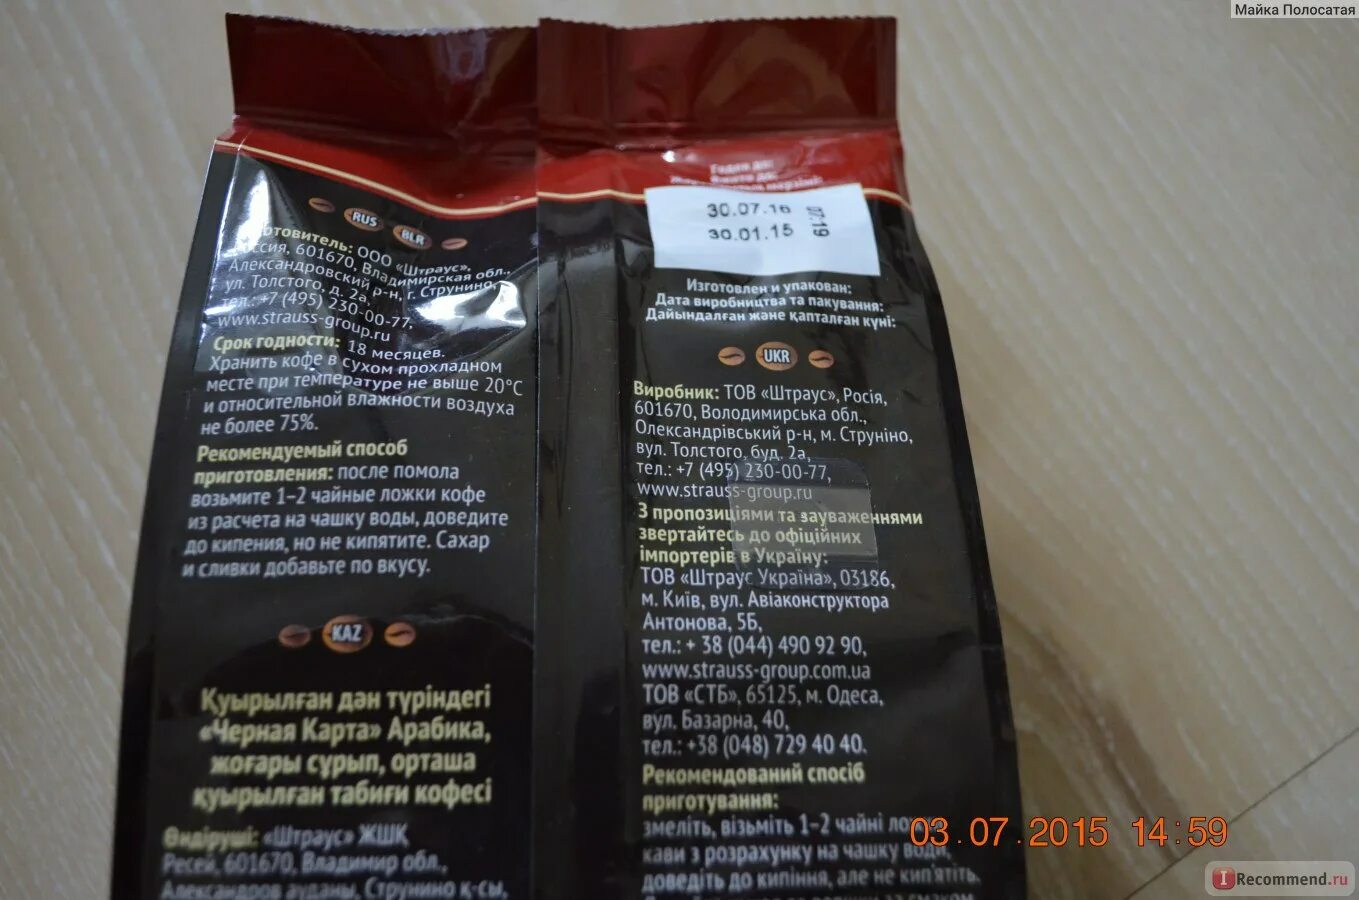 Майка Полосатая
Годен до:
30.07.16
30.01.15
07:19
RUS
BLR
ООО «Штраус»,
Россия, 601670, Владимирская обл.,
Александровский р-н, г. Струнино,
ул. Толстого, д. 2а,
тел.: +7 (495) 230-00-77,
www.strauss-group.ru
Срок годности: 18 месяцев.
Хранить кофе в сухом прохладном
месте при температуре не выше 20°С
и относительной влажности воздуха
не более 75%.
Рекомендуемый способ
приготовления: после помола
возьмите 1–2 чайные ложки кофе
из расчета на чашку воды, доведите
до кипения, но не кипятите. Сахар
и сливки добавьте по вкусу.
KAZ
Қуырылған дән түріндегі
«Черная Карта» Арабика,
жоғары сұрып, орташа
қуырылған табиғи кофесі
Өндіруші: «Штраус» ЖШҚ
Ресей, 601670, Владимир обл.,
Александров ауданы, Струнино қ-сы,
Изготовлен и упакован:
Дата виробництва та пакування:
Дайындалған және қапталған күні:
UKR
Виробник: ТОВ «Штраус», Росія,
601670, Володимирська обл.,
Олександрівський р-н, м. Струніно,
вул. Толстого, буд. 2а,
тел.: +7 (495) 230-00-77,
www.strauss-group.ru
З пропозиціями та зауваженнями
звертайтесь до офіційних
імпортерів в Україну:
ТОВ «Штраус Україна», 03186,
м. Київ, вул. Авіаконструктора
Антонова, 5Б,
тел.: + 38 (044) 490 92 90,
www.strauss-group.com.ua
ТОВ «СТБ», 65125, м. Одеса,
вул. Базарна, 40,
тел.: +38 (048) 729 40 40.
Рекомендований спосіб
приготування:
змеліть, візьміть 1–2 чайні
кави з розрахунку на чашку води,
доведіть до кипіння, але не кип'ятіть.
03.07.2015 14:59
IRecommend.ru